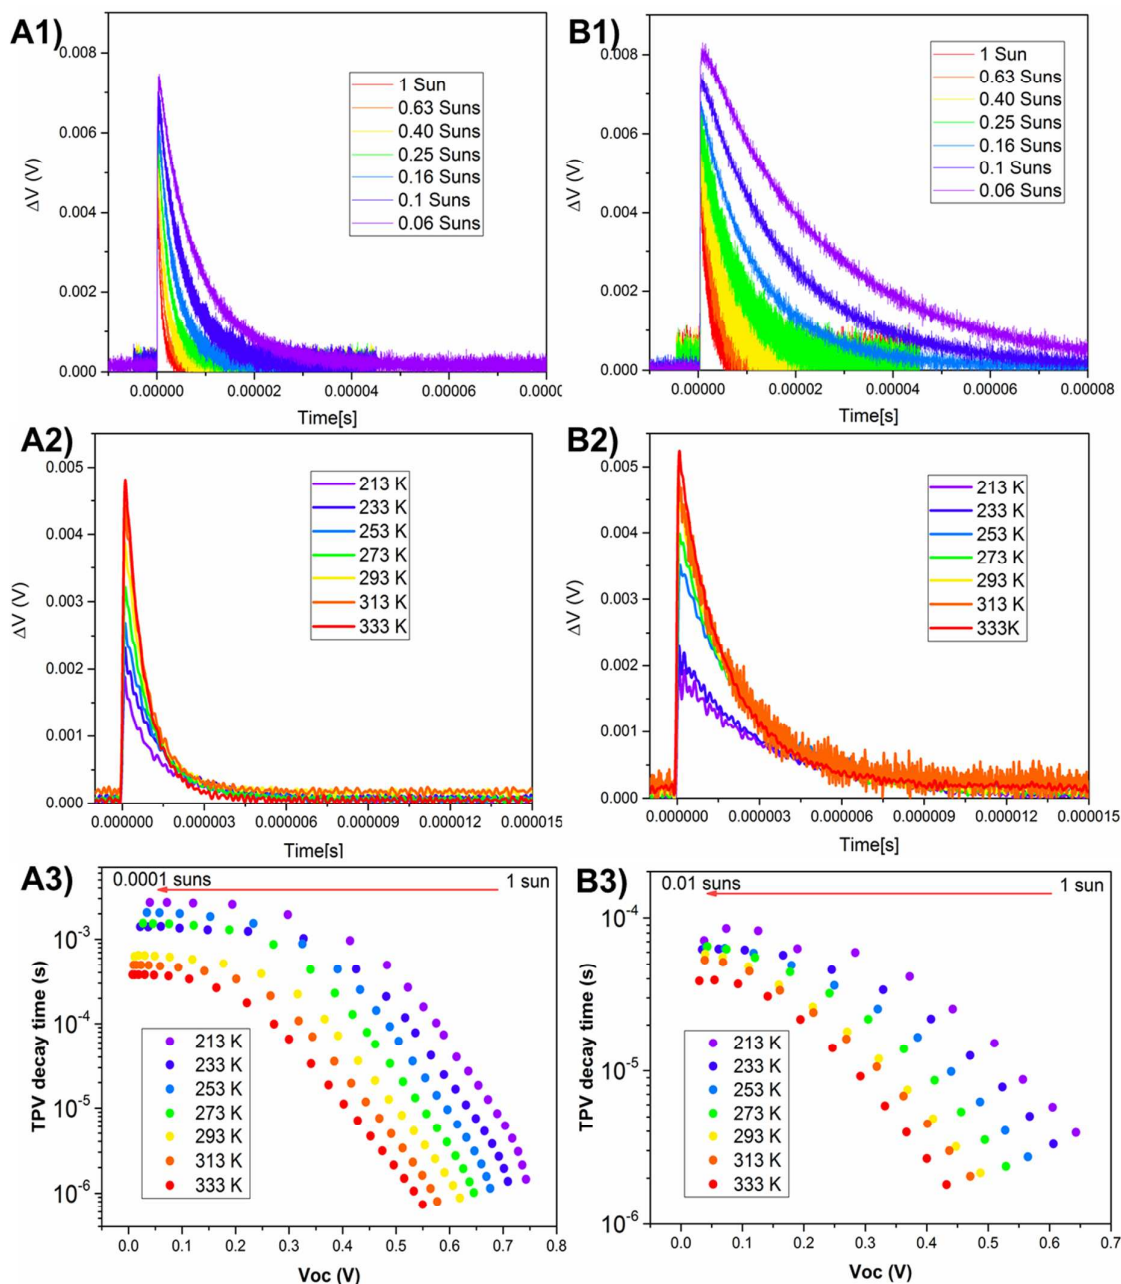 A1)
0.008
0.006
0.004
0.002
0.000
ΔV (V)
1 Sun
0.63 Suns
0.40 Suns
0.25 Suns
0.16 Suns
0.1 Suns
0.06 Suns
0.00000 0.00002 0.00004 0.00006
Time[s]
B1)
0.008
0.006
0.004
0.002
0.000
ΔV (V)
1 Sun
0.63 Suns
0.40 Suns
0.25 Suns
0.16 Suns
0.1 Suns
0.06 Suns
0.00000 0.00002 0.00004 0.00006 0.00008
Time[s]
A2)
0.005
0.004
0.003
0.002
0.001
0.000
ΔV (V)
213 K
233 K
253 K
273 K
293 K
313 K
333 K
0.000000 0.000003 0.000006 0.000009 0.000012 0.000015
Time[s]
B2)
0.005
0.004
0.003
0.002
0.001
0.000
ΔV (V)
213 K
233 K
253 K
273 K
293 K
313 K
333K
0.000000 0.000003 0.000006 0.000009 0.000012 0.000015
Time[s]
A3)
0.0001 suns 1 sun
10⁻³
10⁻⁴
10⁻⁵
10⁻⁶
TPV decay time (s)
213 K
233 K
253 K
273 K
293 K
313 K
333 K
0.0 0.1 0.2 0.3 0.4 0.5 0.6 0.7 0.8
Voc (V)
B3)
0.01 suns 1 sun
10⁻⁴
10⁻⁵
10⁻⁶
TPV decay time (s)
213 K
233 K
253 K
273 K
293 K
313 K
333 K
0.0 0.1 0.2 0.3 0.4 0.5 0.6 0.7
Voc (V)